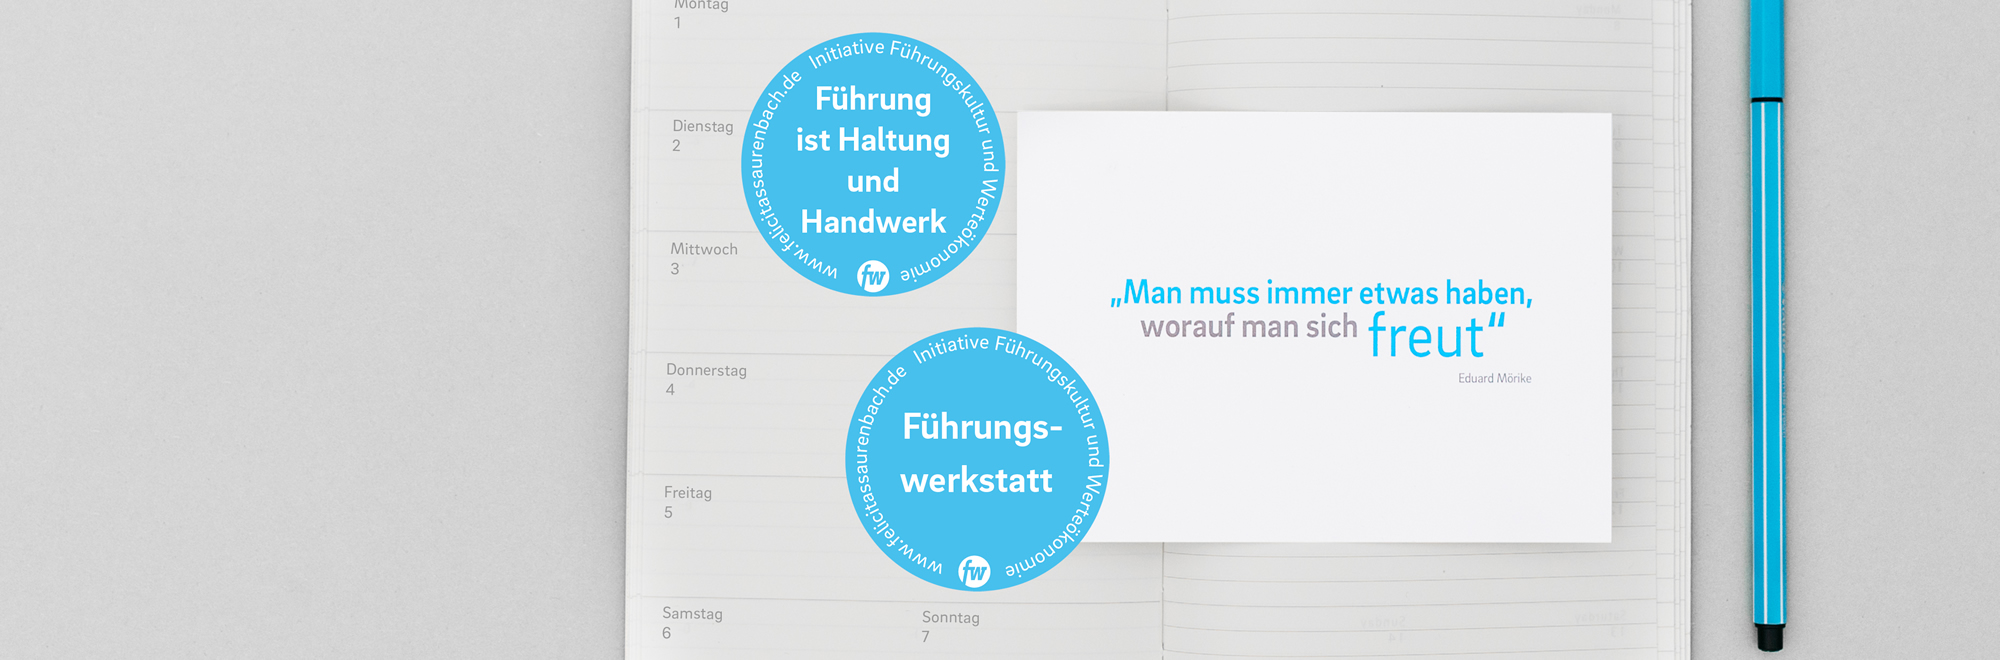 Montag
1
Dienstag
2
Mittwoch
3
Donnerstag
4
Freitag
5
Samstag
6
Sonntag
7
Initiative Führungskultur und Werteökonomie
www.felicitassaurenbach.de
Führung
ist Haltung
und
Handwerk
fw
Initiative Führungskultur und Werteökonomie
www.felicitassaurenbach.de
Führungs-
werkstatt
fw
„Man muss immer etwas haben,
worauf man sich freut“
Eduard Mörike